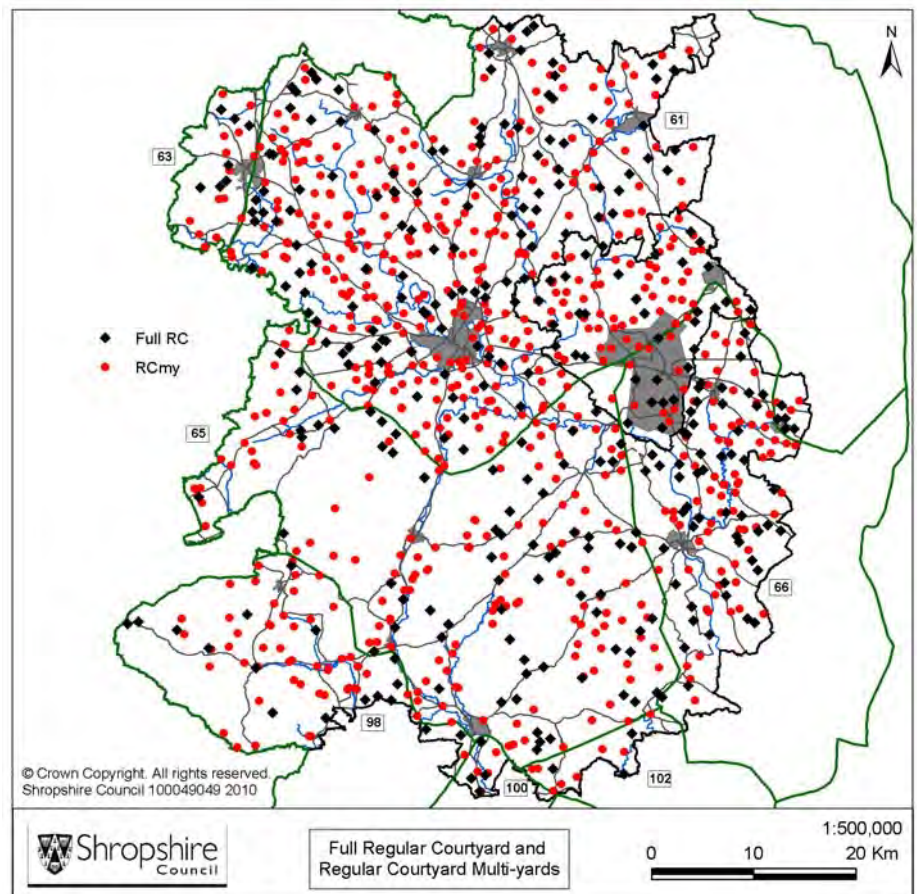 N
61
63
Full RC
RCmy
65
66
98
© Crown Copyright. All rights reserved.
Shropshire Council 100049049 2010
100
102
Shropshire
Council
Full Regular Courtyard and
Regular Courtyard Multi-yards
1:500,000
0 10 20 Km